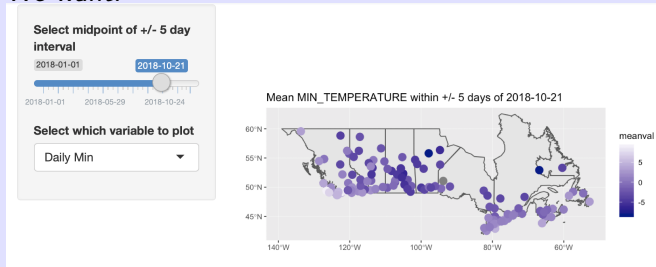 Select midpoint of +/- 5 day
interval
2018-01-01 2018-10-21
2018-01-01 2018-05-29 2018-10-24
Select which variable to plot
Daily Min
Mean MIN_TEMPERATURE within +/- 5 days of 2018-10-21
60°N
55°N
50°N
45°N
140°W 120°W 100°W 80°W 60°W
meanval
5
0
-5